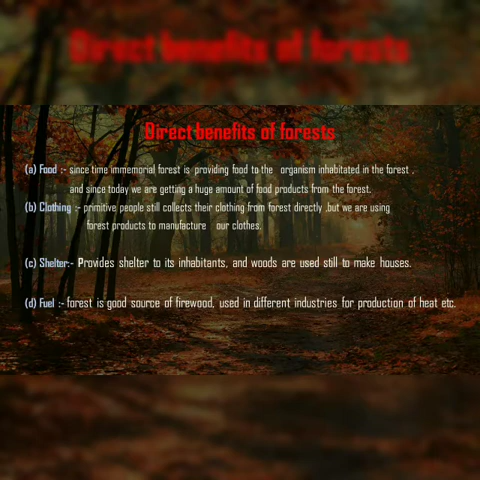 Direct benefits of forests
Direct benefits of forests
(a) Food :- since time immemorial forest is providing food to the organism inhabitated in the forest .
and since today we are getting a huge amount of food products from the forest.
(b) Clothing :- primitive people still collects their clothing from forest directly ,but we are using
forest products to manufacture our clothes.
(c) Shelter:- Provides shelter to its inhabitants, and woods are used still to make houses.
(d) Fuel :- forest is good source of firewood, used in different industries for production of heat etc.